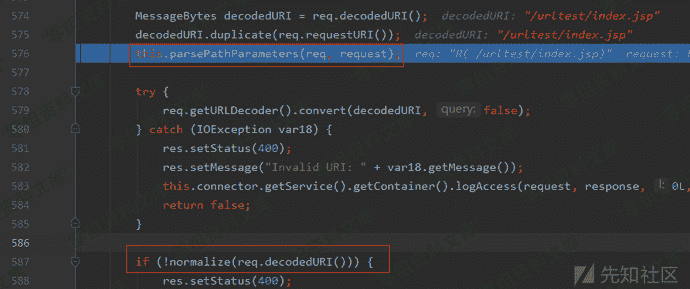 574 MessageBytes decodedURI = req.decodedURI(); decodedURI: "/urltest/index.jsp"
575 decodedURI.duplicate(req.requestURI()); decodedURI: "/urltest/index.jsp"
576 this.parsePathParameters(req, request); req: "R( /urltest/index.jsp)" request:
578 try {
579 req.getURLDecoder().convert(decodedURI, query: false);
580 } catch (IOException var18) {
581 res.setStatus(400);
582 res.setMessage("Invalid URI: " + var18.getMessage());
583 this.connector.getService().getContainer().logAccess(request, response, l: 0L,
584 return false;
585 }
586
587 if (!normalize(req.decodedURI())) {
588 res.setStatus(400);
先知社区